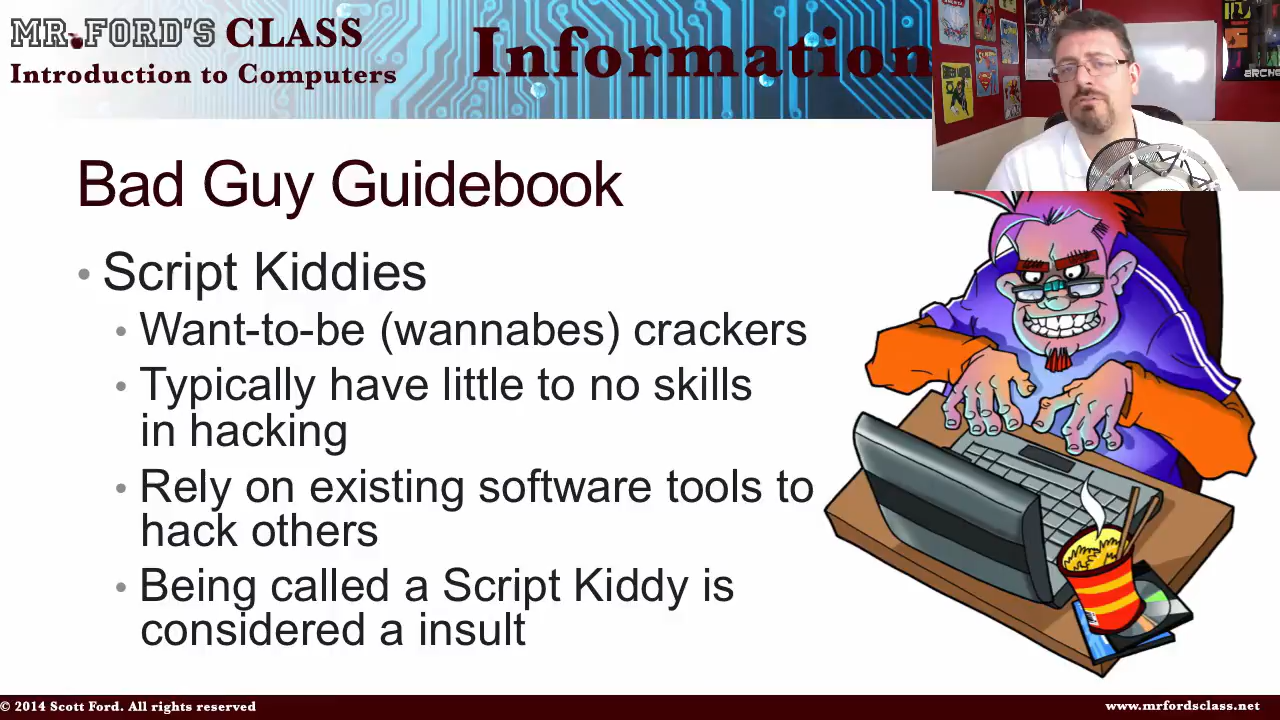 MR. FORD'S CLASS
Introduction to Computers
Information
Bad Guy Guidebook
• Script Kiddies
• Want-to-be (wannabes) crackers
• Typically have little to no skills
in hacking
• Rely on existing software tools to
hack others
• Being called a Script Kiddy is
considered a insult
© 2014 Scott Ford. All rights reserved
www.mrfordsclass.net